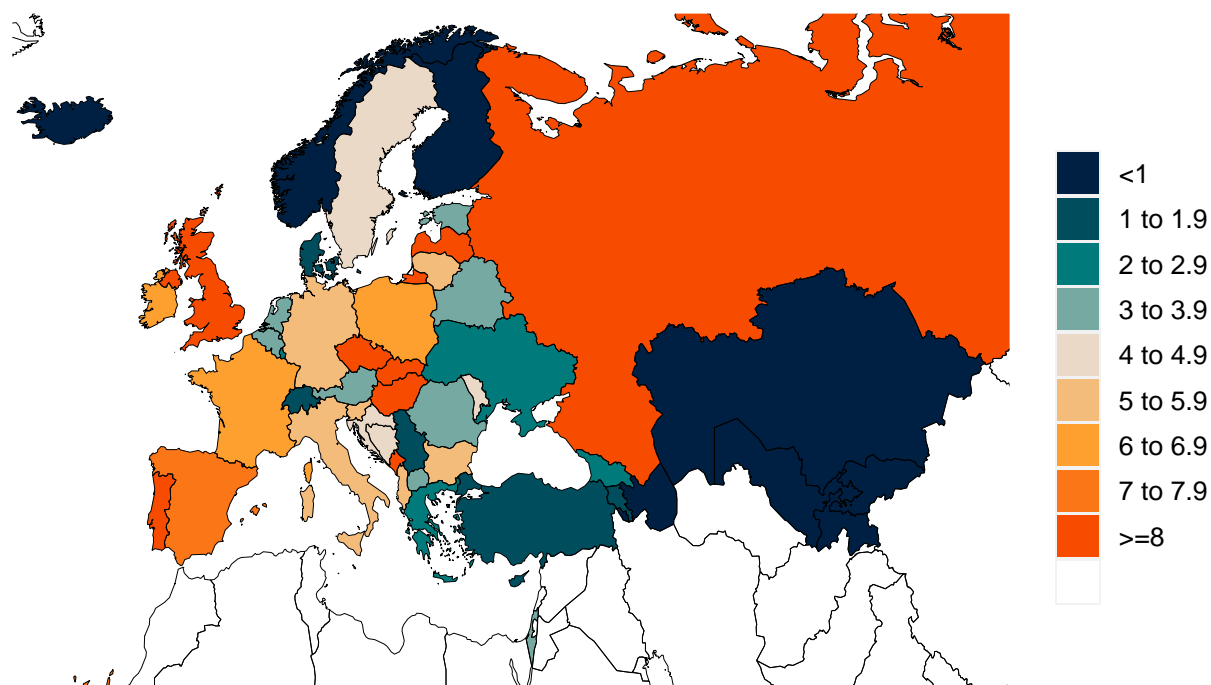 <1
1 to 1.9
2 to 2.9
3 to 3.9
4 to 4.9
5 to 5.9
6 to 6.9
7 to 7.9
>=8